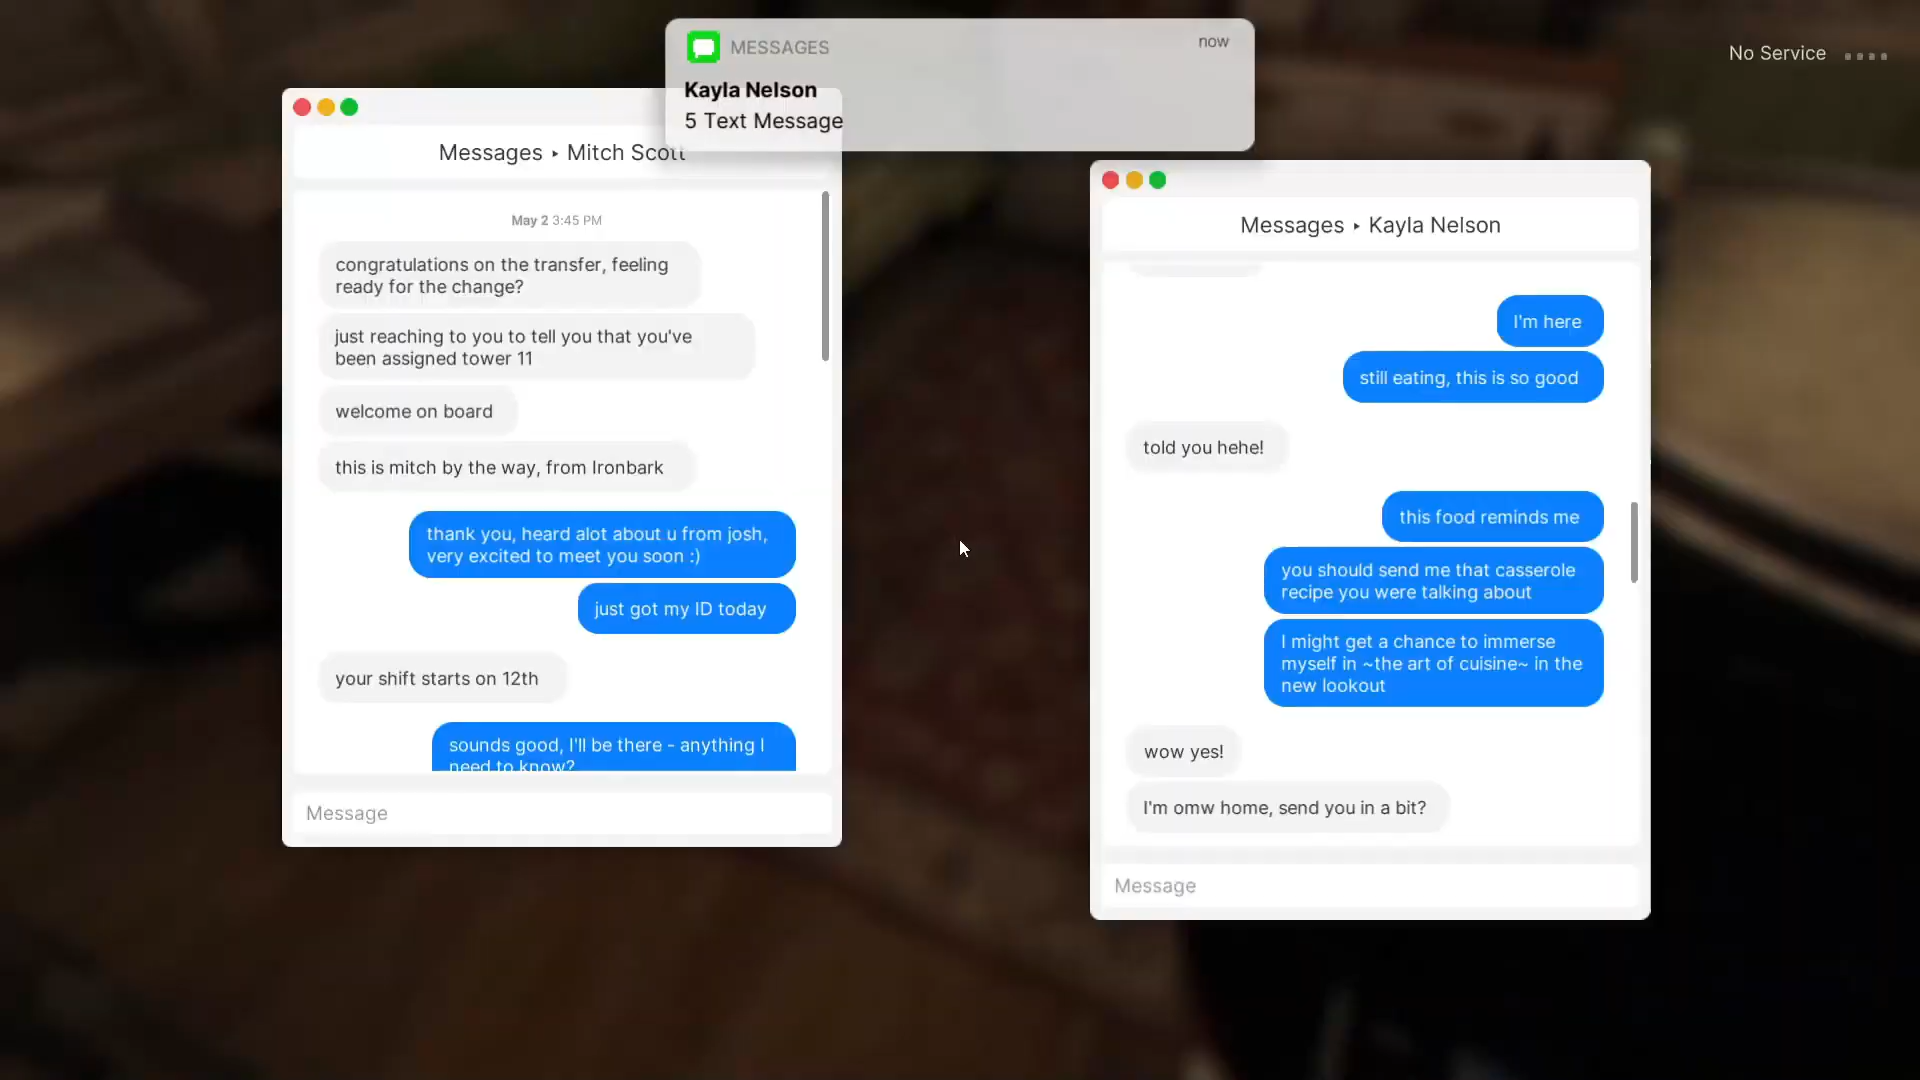 MESSAGES
now
Kayla Nelson
5 Text Message
No Service
Messages ‣ Mitch Scott
May 2 3:45 PM
congratulations on the transfer, feeling
ready for the change?
just reaching to you to tell you that you've
been assigned tower 11
welcome on board
this is mitch by the way, from Ironbark
thank you, heard alot about u from josh,
very excited to meet you soon :)
just got my ID today
your shift starts on 12th
sounds good, I'll be there - anything I
need to know?
Message
Messages ‣ Kayla Nelson
I'm here
still eating, this is so good
told you hehe!
this food reminds me
you should send me that casserole
recipe you were talking about
I might get a chance to immerse
myself in ~the art of cuisine~ in the
new lookout
wow yes!
I'm omw home, send you in a bit?
Message